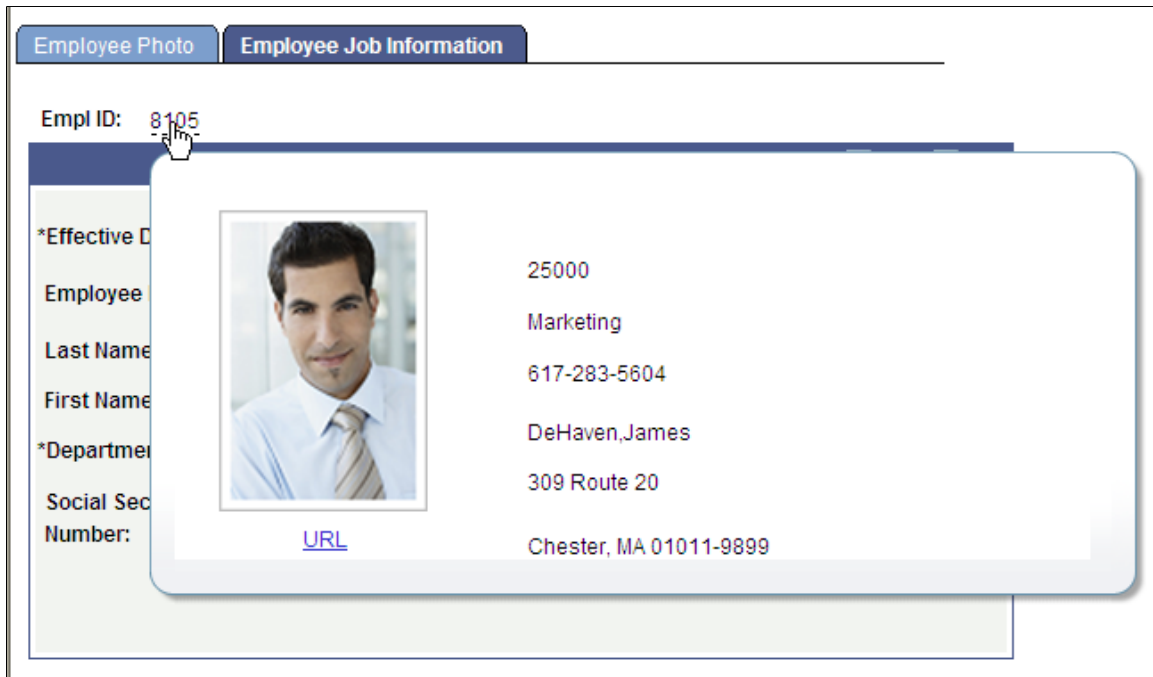 Employee Photo Employee Job Information
Empl ID: 8105
*Effective D
Employee
Last Name
First Name
*Departme
Social Sec
Number:
25000
Marketing
617-283-5604
DeHaven,James
309 Route 20
Chester, MA 01011-9899
URL